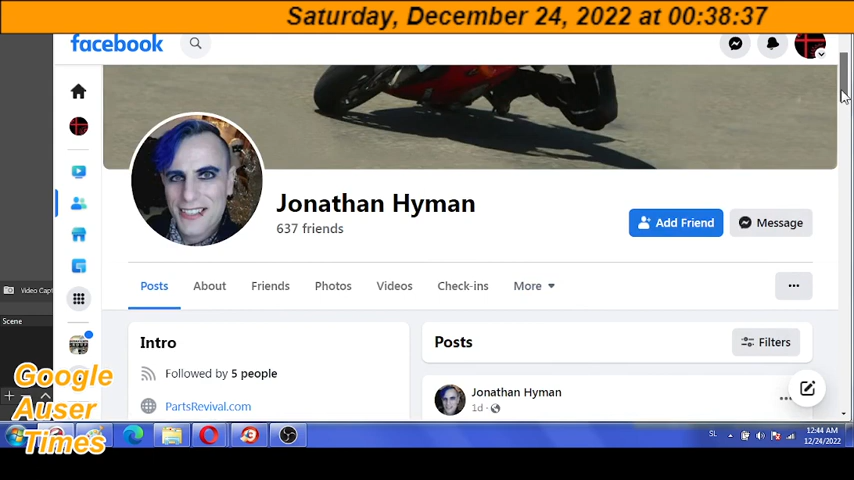 Saturday, December 24, 2022 at 00:38:37
facebook
Jonathan Hyman
637 friends
Add Friend
Message
Posts
About
Friends
Photos
Videos
Check-ins
More
Intro
Posts
Filters
Followed by 5 people
Jonathan Hyman
1d
PartsRevival.com
Video Capt
Scene
Google
Auser
Times
SL
12:44 AM
12/24/2022